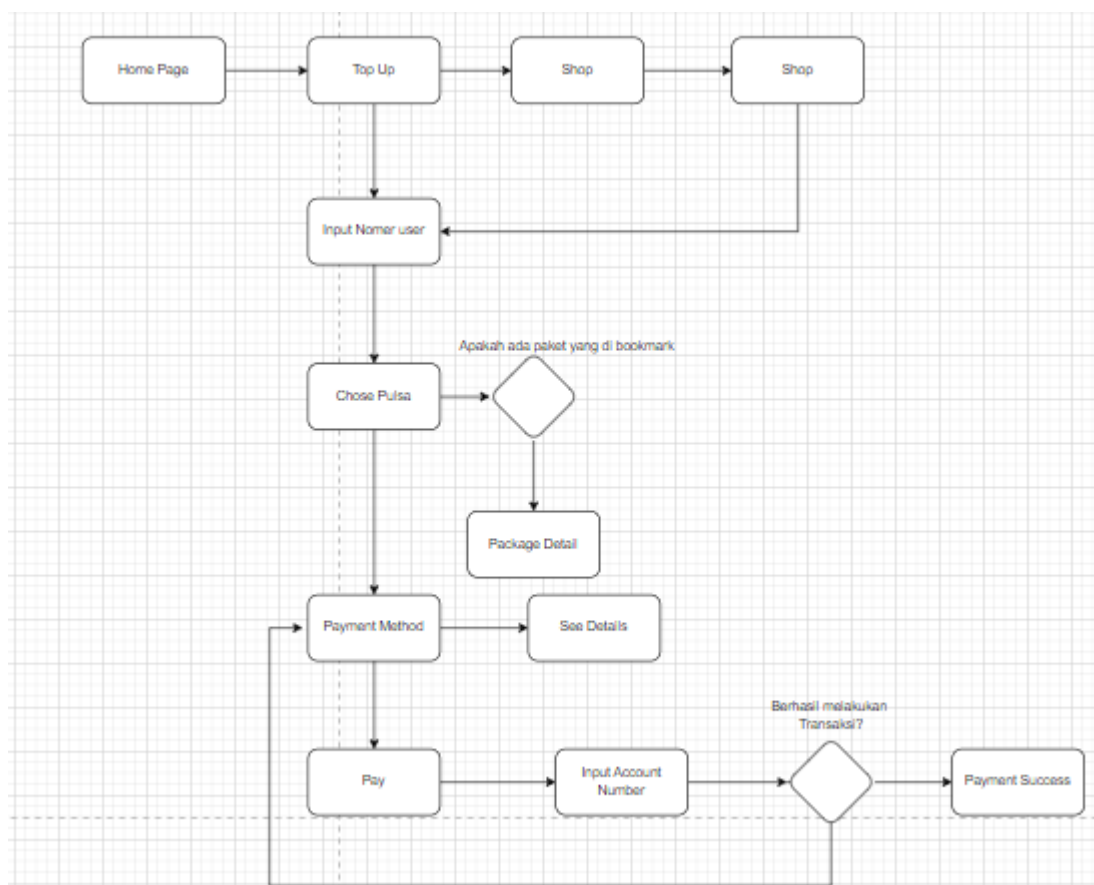 Home Page
Top Up
Shop
Shop
Input Nomer user
Apakah ada paket yang di bookmark
Chose Pulsa
Package Detail
Payment Method
See Details
Berhasil melakukan
Transaksi?
Pay
Input Account
Number
Payment Success